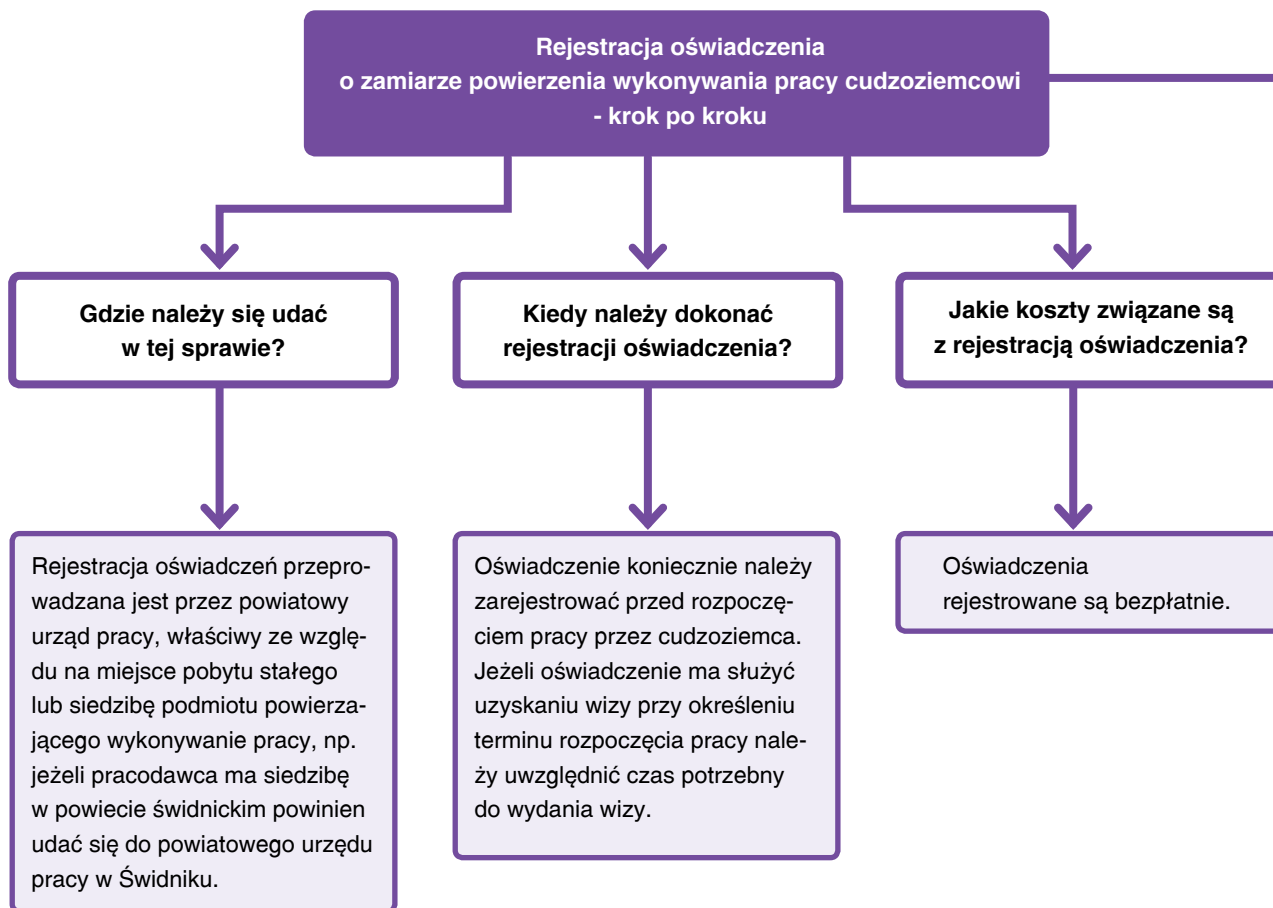 Rejestracja oświadczenia
o zamiarze powierzenia wykonywania pracy cudzoziemcowi
- krok po kroku
Gdzie należy się udać
w tej sprawie?
Kiedy należy dokonać
rejestracji oświadczenia?
Jakie koszty związane są
z rejestracją oświadczenia?
Rejestracja oświadczeń przepro-
wadzana jest przez powiatowy
urząd pracy, właściwy ze wzglę-
du na miejsce pobytu stałego
lub siedzibę podmiotu powierza-
jącego wykonywanie pracy, np.
jeżeli pracodawca ma siedzibę
w powiecie świdnickim powinien
udać się do powiatowego urzędu
pracy w Świdniku.
Oświadczenie koniecznie należy
zarejestrować przed rozpoczę-
ciem pracy przez cudzoziemca.
Jeżeli oświadczenie ma służyć
uzyskaniu wizy przy określeniu
terminu rozpoczęcia pracy nale-
ży uwzględnić czas potrzebny
do wydania wizy.
Oświadczenia
rejestrowane są bezpłatnie.